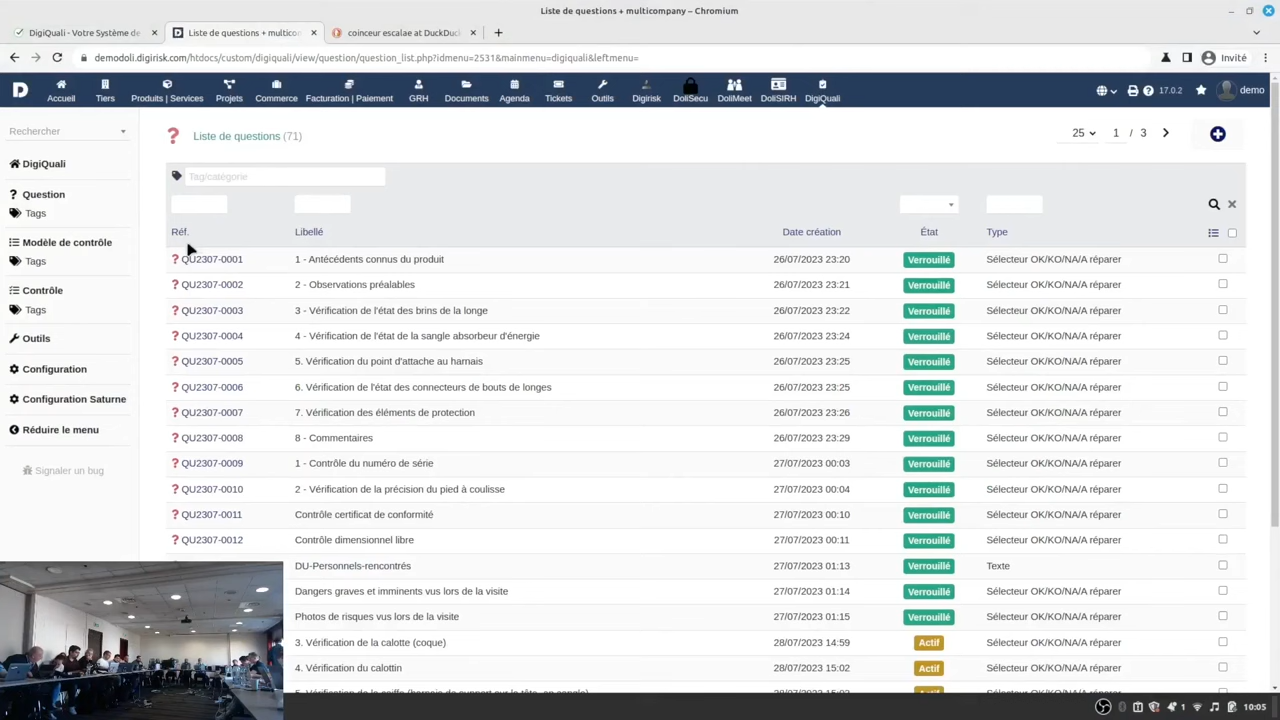 Liste de questions + multicompany – Chromium
DigiQuali - Votre Système de
Liste de questions + multicom
coinceur escalae at DuckDuc
demodoli.digirisk.com/htdocs/custom/digiquali/view/question/question_list.php?idmenu=2531&mainmenu=digiquali&leftmenu=
Invité
Accueil
Tiers
Produits | Services
Projets
Commerce
Facturation | Paiement
GRH
Documents
Agenda
Tickets
Outils
Digirisk
DoliSecu
DoliMeet
DoliSIRH
DigiQuali
17.0.2
demo
Rechercher
DigiQuali
Question
Tags
Modèle de contrôle
Tags
Contrôle
Tags
Outils
Configuration
Configuration Saturne
Réduire le menu
Signaler un bug
Liste de questions (71)
25
1 / 3
Tag/catégorie
Réf. Libellé Date création État Type
QU2307-0001 1 - Antécédents connus du produit 26/07/2023 23:20 Verrouillé Sélecteur OK/KO/NA/A réparer
QU2307-0002 2 - Observations préalables 26/07/2023 23:21 Verrouillé Sélecteur OK/KO/NA/A réparer
QU2307-0003 3 - Vérification de l'état des brins de la longe 26/07/2023 23:22 Verrouillé Sélecteur OK/KO/NA/A réparer
QU2307-0004 4 - Vérification de l'état de la sangle absorbeur d'énergie 26/07/2023 23:24 Verrouillé Sélecteur OK/KO/NA/A réparer
QU2307-0005 5. Vérification du point d'attache au harnais 26/07/2023 23:25 Verrouillé Sélecteur OK/KO/NA/A réparer
QU2307-0006 6. Vérification de l'état des connecteurs de bouts de longes 26/07/2023 23:25 Verrouillé Sélecteur OK/KO/NA/A réparer
QU2307-0007 7. Vérification des éléments de protection 26/07/2023 23:26 Verrouillé Sélecteur OK/KO/NA/A réparer
QU2307-0008 8 - Commentaires 26/07/2023 23:29 Verrouillé Sélecteur OK/KO/NA/A réparer
QU2307-0009 1 - Contrôle du numéro de série 27/07/2023 00:03 Verrouillé Sélecteur OK/KO/NA/A réparer
QU2307-0010 2 - Vérification de la précision du pied à coulisse 27/07/2023 00:04 Verrouillé Sélecteur OK/KO/NA/A réparer
QU2307-0011 Contrôle certificat de conformité 27/07/2023 00:10 Verrouillé Sélecteur OK/KO/NA/A réparer
QU2307-0012 Contrôle dimensionnel libre 27/07/2023 00:11 Verrouillé Sélecteur OK/KO/NA/A réparer
DU-Personnels-rencontrés 27/07/2023 01:13 Verrouillé Texte
Dangers graves et imminents vus lors de la visite 27/07/2023 01:14 Verrouillé Sélecteur OK/KO/NA/A réparer
Photos de risques vus lors de la visite 27/07/2023 01:15 Verrouillé Sélecteur OK/KO/NA/A réparer
3. Vérification de la calotte (coque) 28/07/2023 14:59 Actif Sélecteur OK/KO/NA/A réparer
4. Vérification du calottin 28/07/2023 15:02 Actif Sélecteur OK/KO/NA/A réparer
1
10:05